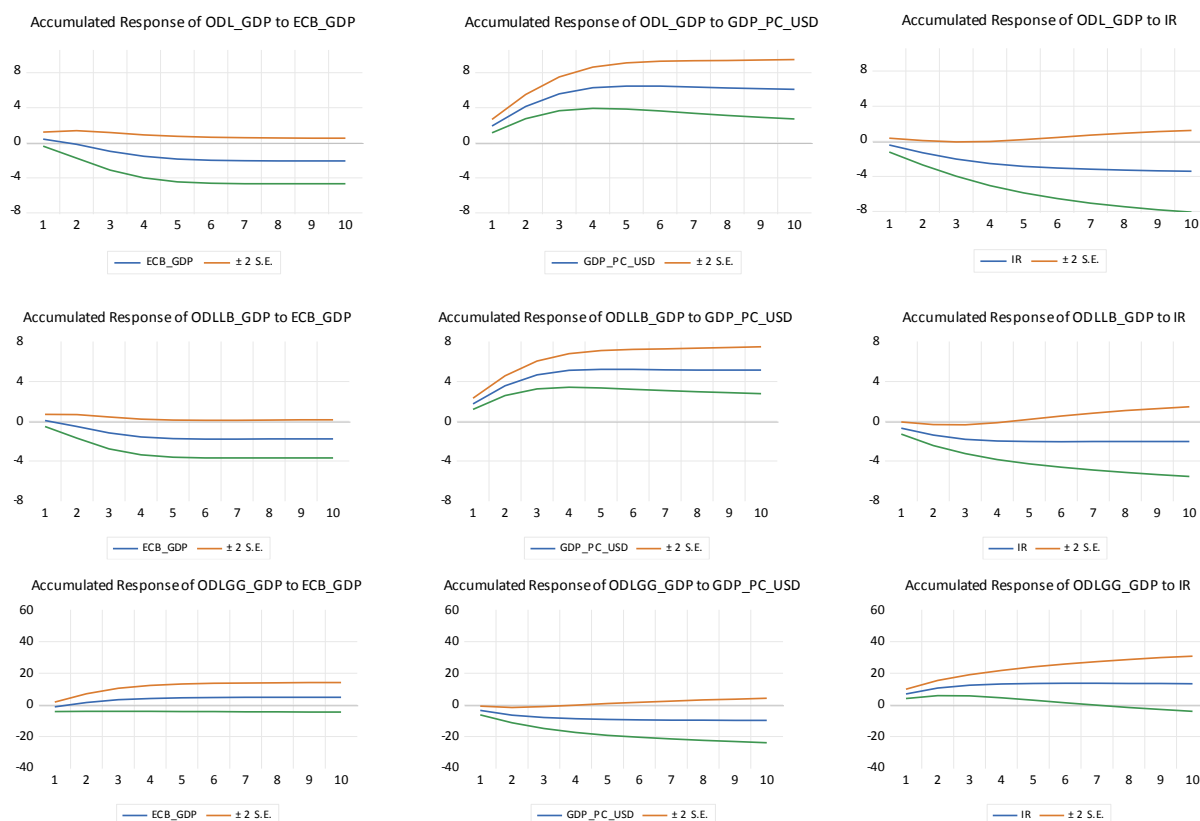 Accumulated Response of ODL_GDP to ECB_GDP
8
4
0
-4
-8
1 2 3 4 5 6 7 8 9 10
ECB_GDP ± 2 S.E.
Accumulated Response of ODL_GDP to GDP_PC_USD
8
4
0
-4
-8
1 2 3 4 5 6 7 8 9 10
GDP_PC_USD ± 2 S.E.
Accumulated Response of ODL_GDP to IR
8
4
0
-4
-8
1 2 3 4 5 6 7 8 9 10
IR ± 2 S.E.
Accumulated Response of ODLLB_GDP to ECB_GDP
8
4
0
-4
-8
1 2 3 4 5 6 7 8 9 10
ECB_GDP ± 2 S.E.
Accumulated Response of ODLLB_GDP to GDP_PC_USD
8
4
0
-4
-8
1 2 3 4 5 6 7 8 9 10
GDP_PC_USD ± 2 S.E.
Accumulated Response of ODLLB_GDP to IR
8
4
0
-4
-8
1 2 3 4 5 6 7 8 9 10
IR ± 2 S.E.
Accumulated Response of ODLGG_GDP to ECB_GDP
60
40
20
0
-20
-40
1 2 3 4 5 6 7 8 9 10
ECB_GDP ± 2 S.E.
Accumulated Response of ODLGG_GDP to GDP_PC_USD
60
40
20
0
-20
-40
1 2 3 4 5 6 7 8 9 10
GDP_PC_USD ± 2 S.E.
Accumulated Response of ODLGG_GDP to IR
60
40
20
0
-20
-40
1 2 3 4 5 6 7 8 9 10
IR ± 2 S.E.